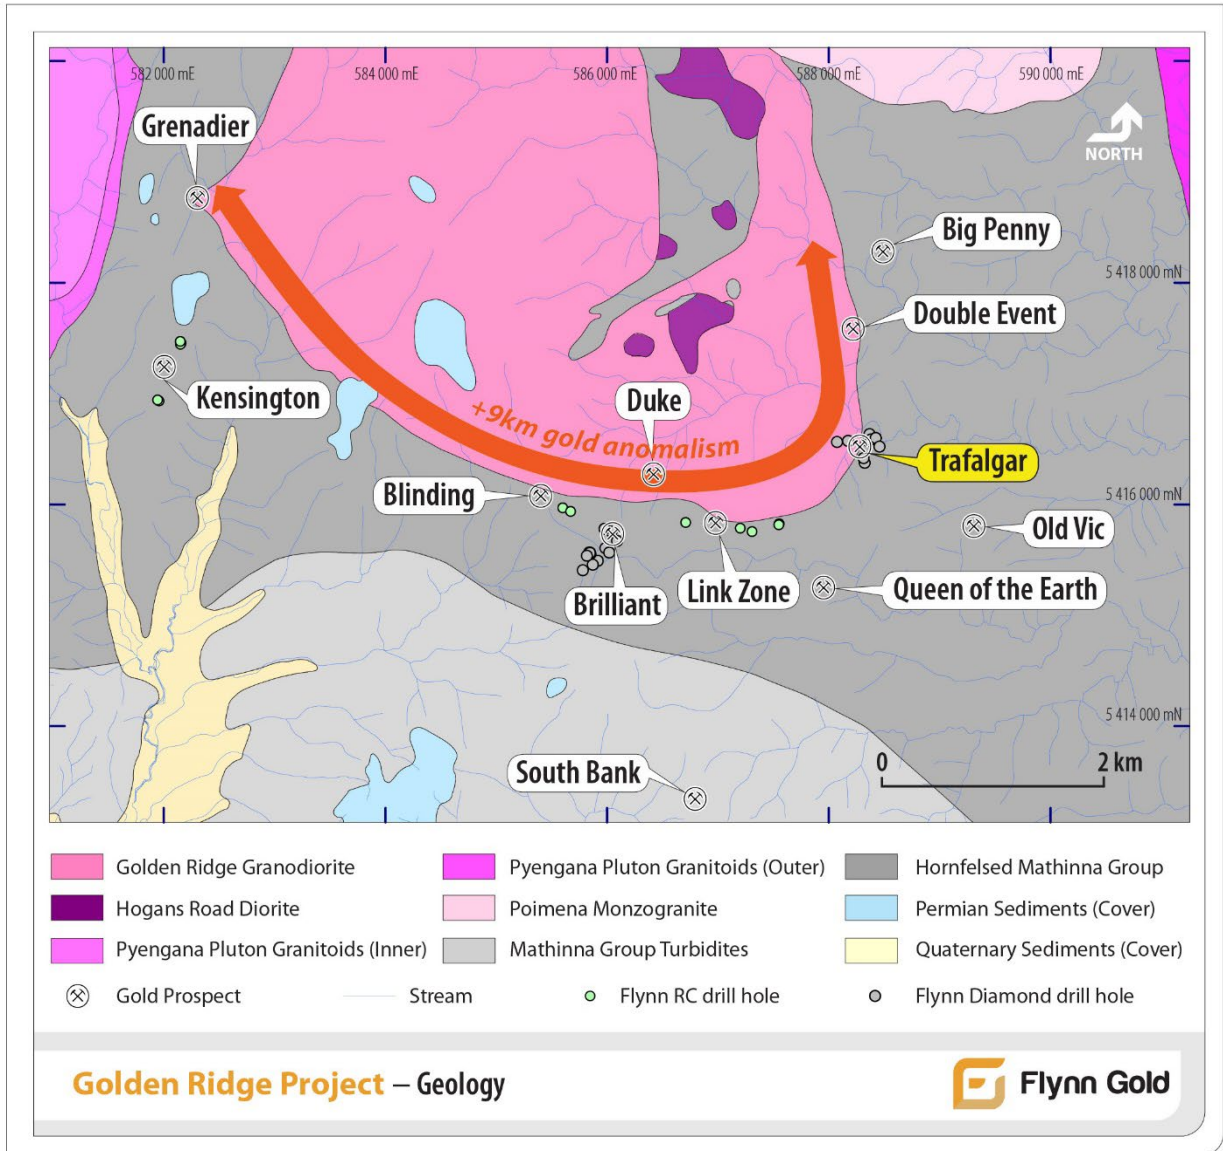 582 000 mE
584 000 mE
586 000 mE
588 000 mE
590 000 mE
Grenadier
NORTH
Big Penny
5 418 000 mN
Double Event
Kensington
Duke
+9km gold anomalism
Trafalgar
Blinding
5 416 000 mN
Old Vic
Link Zone
Queen of the Earth
Brilliant
5 414 000 mN
South Bank
0
2 km
Golden Ridge Granodiorite
Pyengana Pluton Granitoids (Outer)
Hornfelsed Mathinna Group
Hogans Road Diorite
Poimena Monzogranite
Permian Sediments (Cover)
Pyengana Pluton Granitoids (Inner)
Mathinna Group Turbidites
Quaternary Sediments (Cover)
Gold Prospect
Stream
Flynn RC drill hole
Flynn Diamond drill hole
Golden Ridge Project – Geology
Flynn Gold